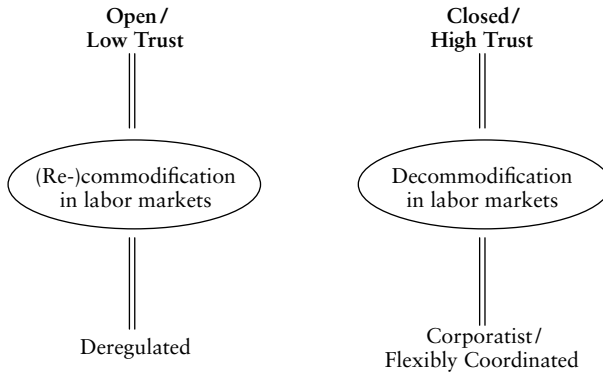 Open/
Low Trust
(Re-)commodification
in labor markets
Deregulated
Closed/
High Trust
Decommodification
in labor markets
Corporatist/
Flexibly Coordinated